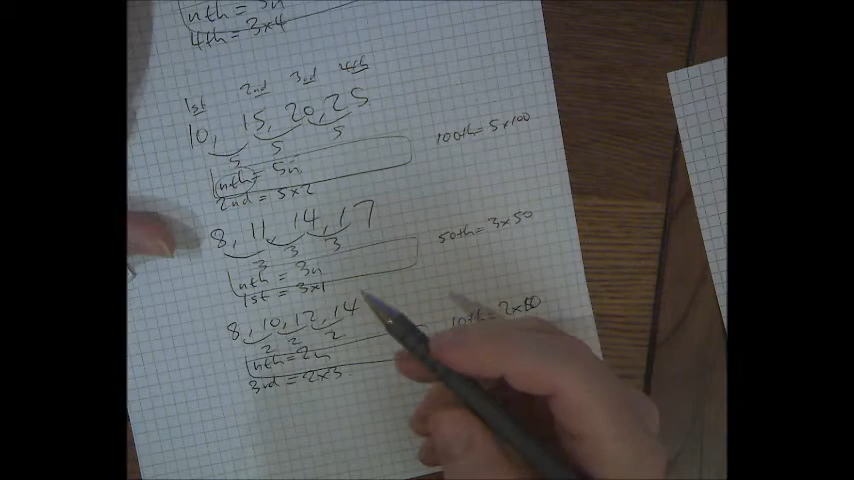 nth = 3n
4th = 3×4
1st 2nd 3rd 4th
10, 15, 20, 25
5 5 5
nth = 5n
2nd = 5×2
100th = 5×100
8, 11, 14, 17
3 3 3
nth = 3n
1st = 3×1
50th = 3×50
8, 10, 12, 14
2 2 2
nth = 2n
3rd = 2×3
10th = 2×